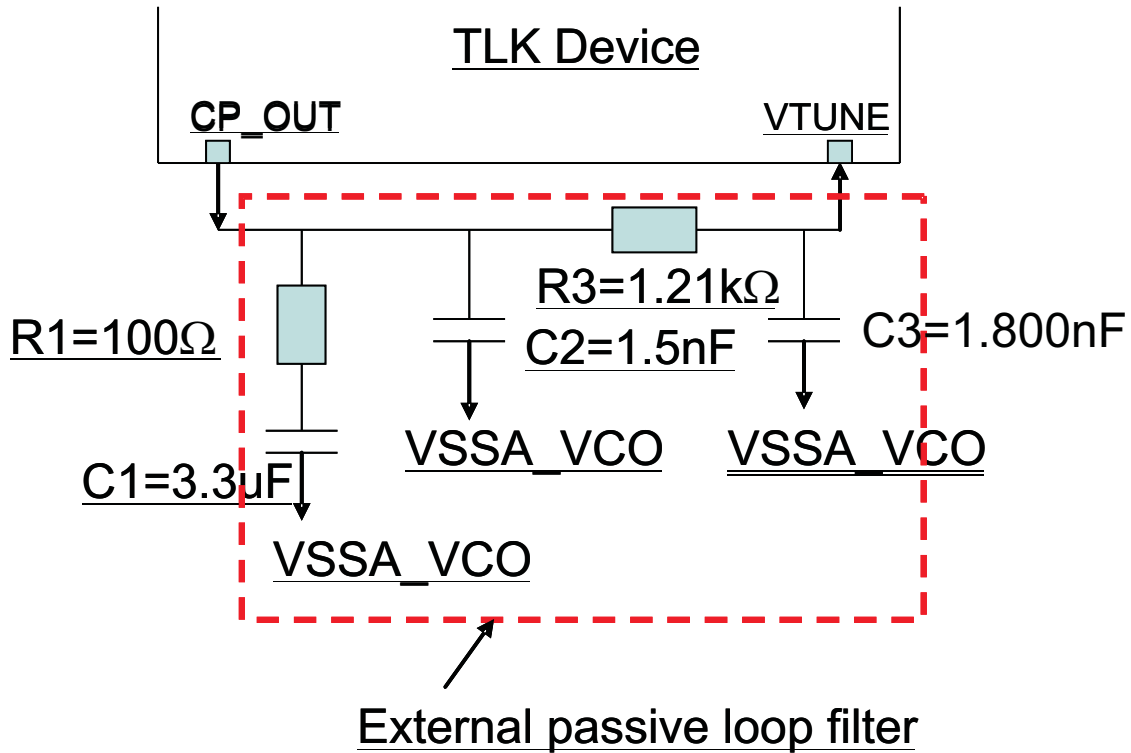 TLK Device
CP_OUT
VTUNE
R3=1.21kΩ
R1=100Ω
C2=1.5nF
C3=1.800nF
VSSA_VCO
VSSA_VCO
C1=3.3µF
VSSA_VCO
External passive loop filter